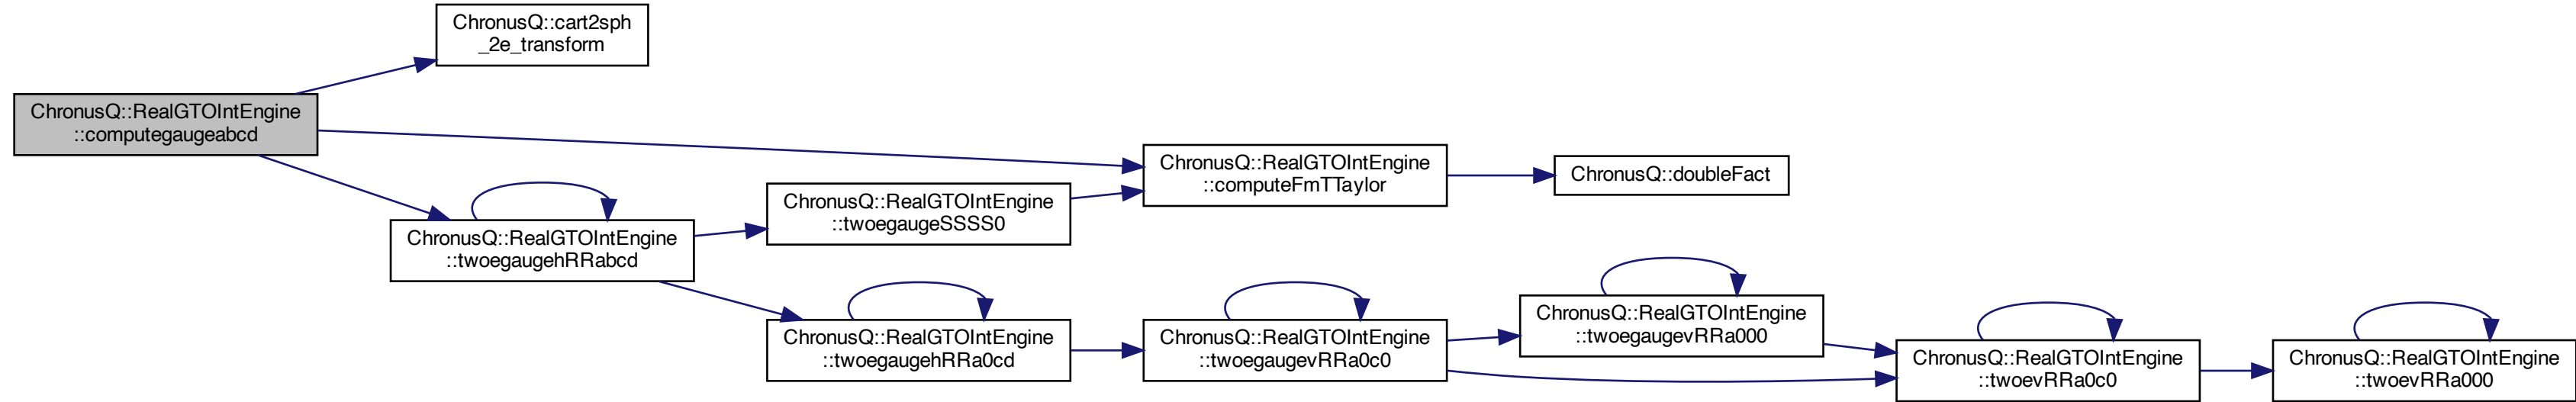 ChronusQ::cart2sph
_2e_transform
ChronusQ::RealGTOIntEngine
::computegaugeabcd
ChronusQ::RealGTOIntEngine
::computeFmTTaylor
ChronusQ::doubleFact
ChronusQ::RealGTOIntEngine
::twoegaugeSSSS0
ChronusQ::RealGTOIntEngine
::twoegaugehRRabcd
ChronusQ::RealGTOIntEngine
::twoegaugehRRa0cd
ChronusQ::RealGTOIntEngine
::twoegaugevRRa0c0
ChronusQ::RealGTOIntEngine
::twoegaugevRRa000
ChronusQ::RealGTOIntEngine
::twoevRRa0c0
ChronusQ::RealGTOIntEngine
::twoevRRa000